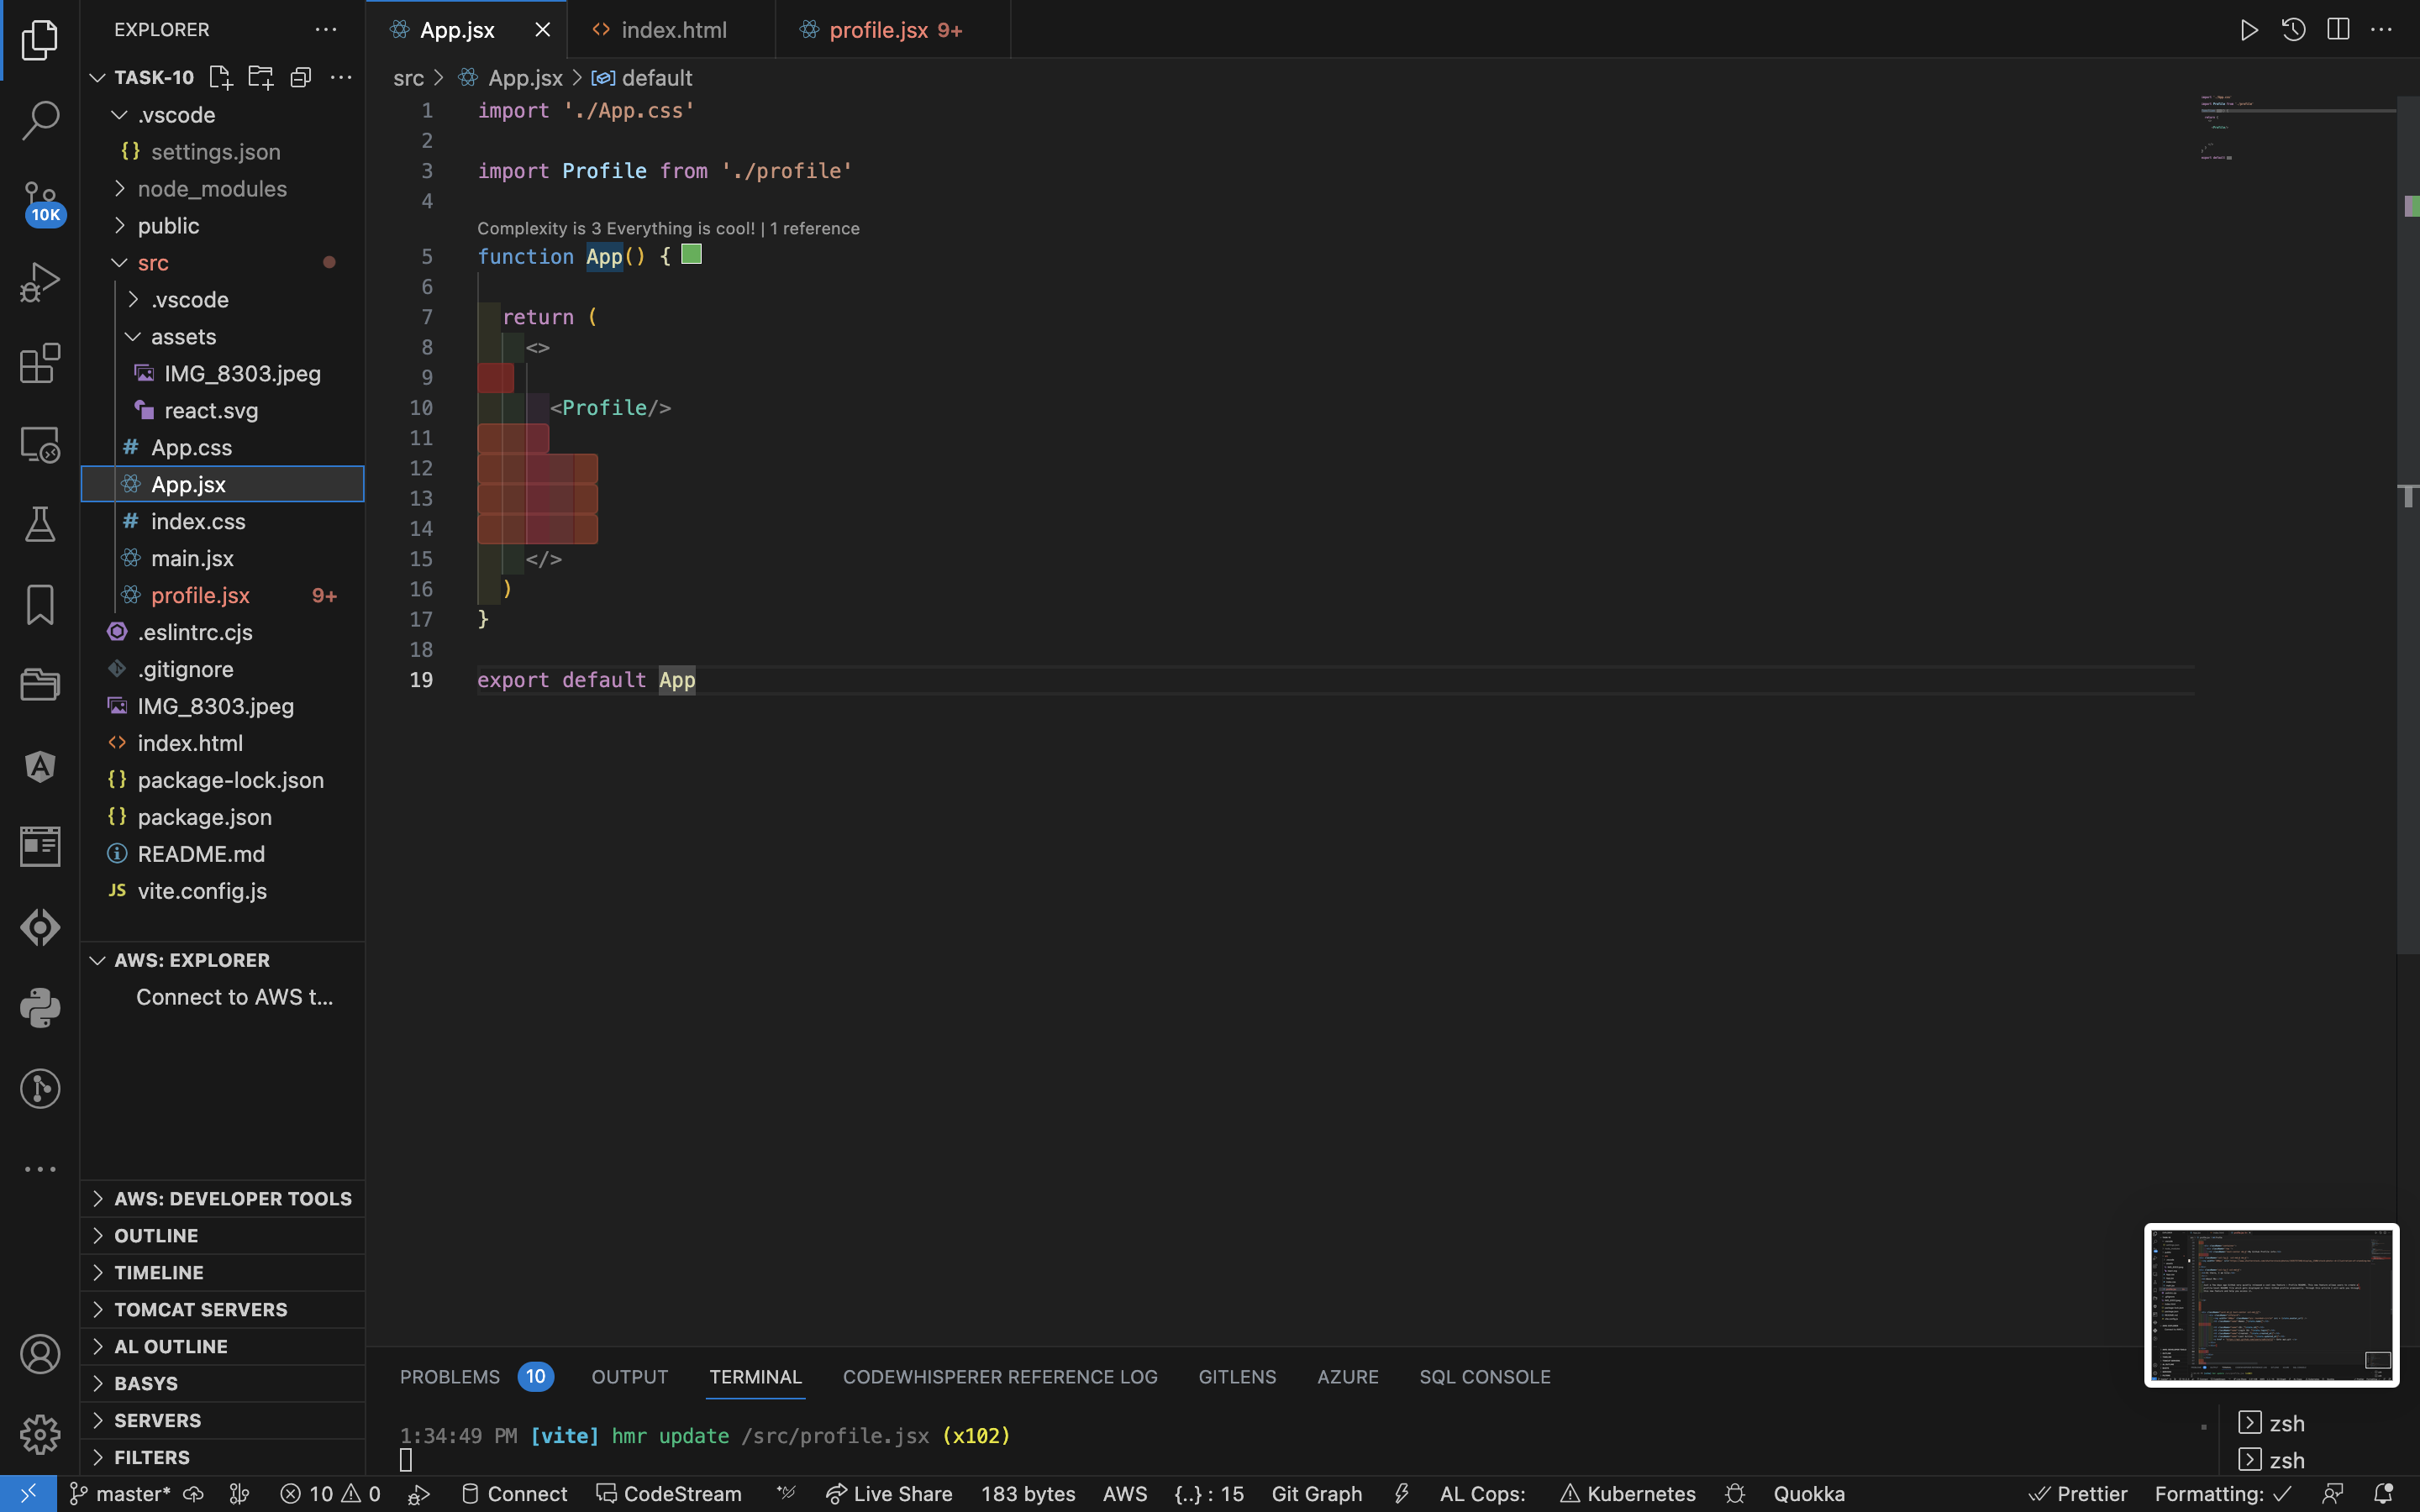 EXPLORER
TASK-10
.vscode
{} settings.json
node_modules
public
src
.vscode
assets
IMG_8303.jpeg
react.svg
# App.css
App.jsx
# index.css
main.jsx
profile.jsx 9+
.eslintrc.cjs
.gitignore
IMG_8303.jpeg
<> index.html
{} package-lock.json
{} package.json
README.md
JS vite.config.js
10K
AWS: EXPLORER
Connect to AWS t...
AWS: DEVELOPER TOOLS
OUTLINE
TIMELINE
TOMCAT SERVERS
AL OUTLINE
BASYS
SERVERS
FILTERS
App.jsx
<> index.html
profile.jsx 9+
src > App.jsx > default
1 import './App.css'
2
3 import Profile from './profile'
4
Complexity is 3 Everything is cool! | 1 reference
5 function App() {
6
7 return (
8 <>
9
10 <Profile/>
11
12
13
14
15 </>
16 )
17 }
18
19 export default App
PROBLEMS 10 OUTPUT TERMINAL CODEWHISPERER REFERENCE LOG GITLENS AZURE SQL CONSOLE
1:34:49 PM [vite] hmr update /src/profile.jsx (x102)
zsh
zsh
master* 10 0 Connect CodeStream Live Share 183 bytes AWS {..} : 15 Git Graph AL Cops: Kubernetes Quokka Prettier Formatting: